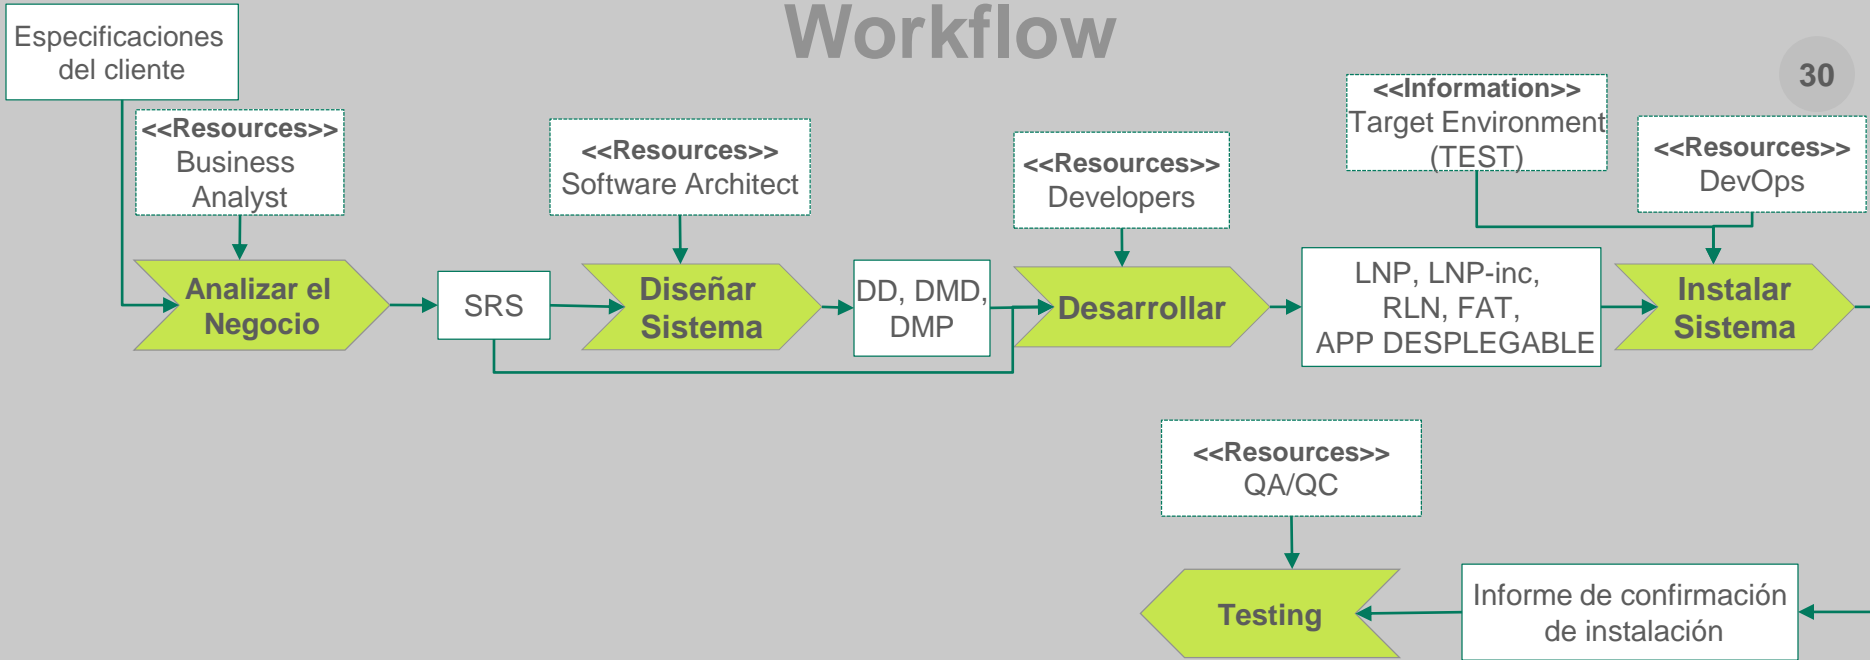 Workflow
30
Especificaciones
del cliente
<<Resources>>
Business
Analyst
<<Resources>>
Software Architect
<<Resources>>
Developers
<<Information>>
Target Environment
(TEST)
<<Resources>>
DevOps
Analizar el
Negocio
SRS
Diseñar
Sistema
DD, DMD,
DMP
Desarrollar
LNP, LNP-inc,
RLN, FAT,
APP DESPLEGABLE
Instalar
Sistema
<<Resources>>
QA/QC
Testing
Informe de confirmación
de instalación